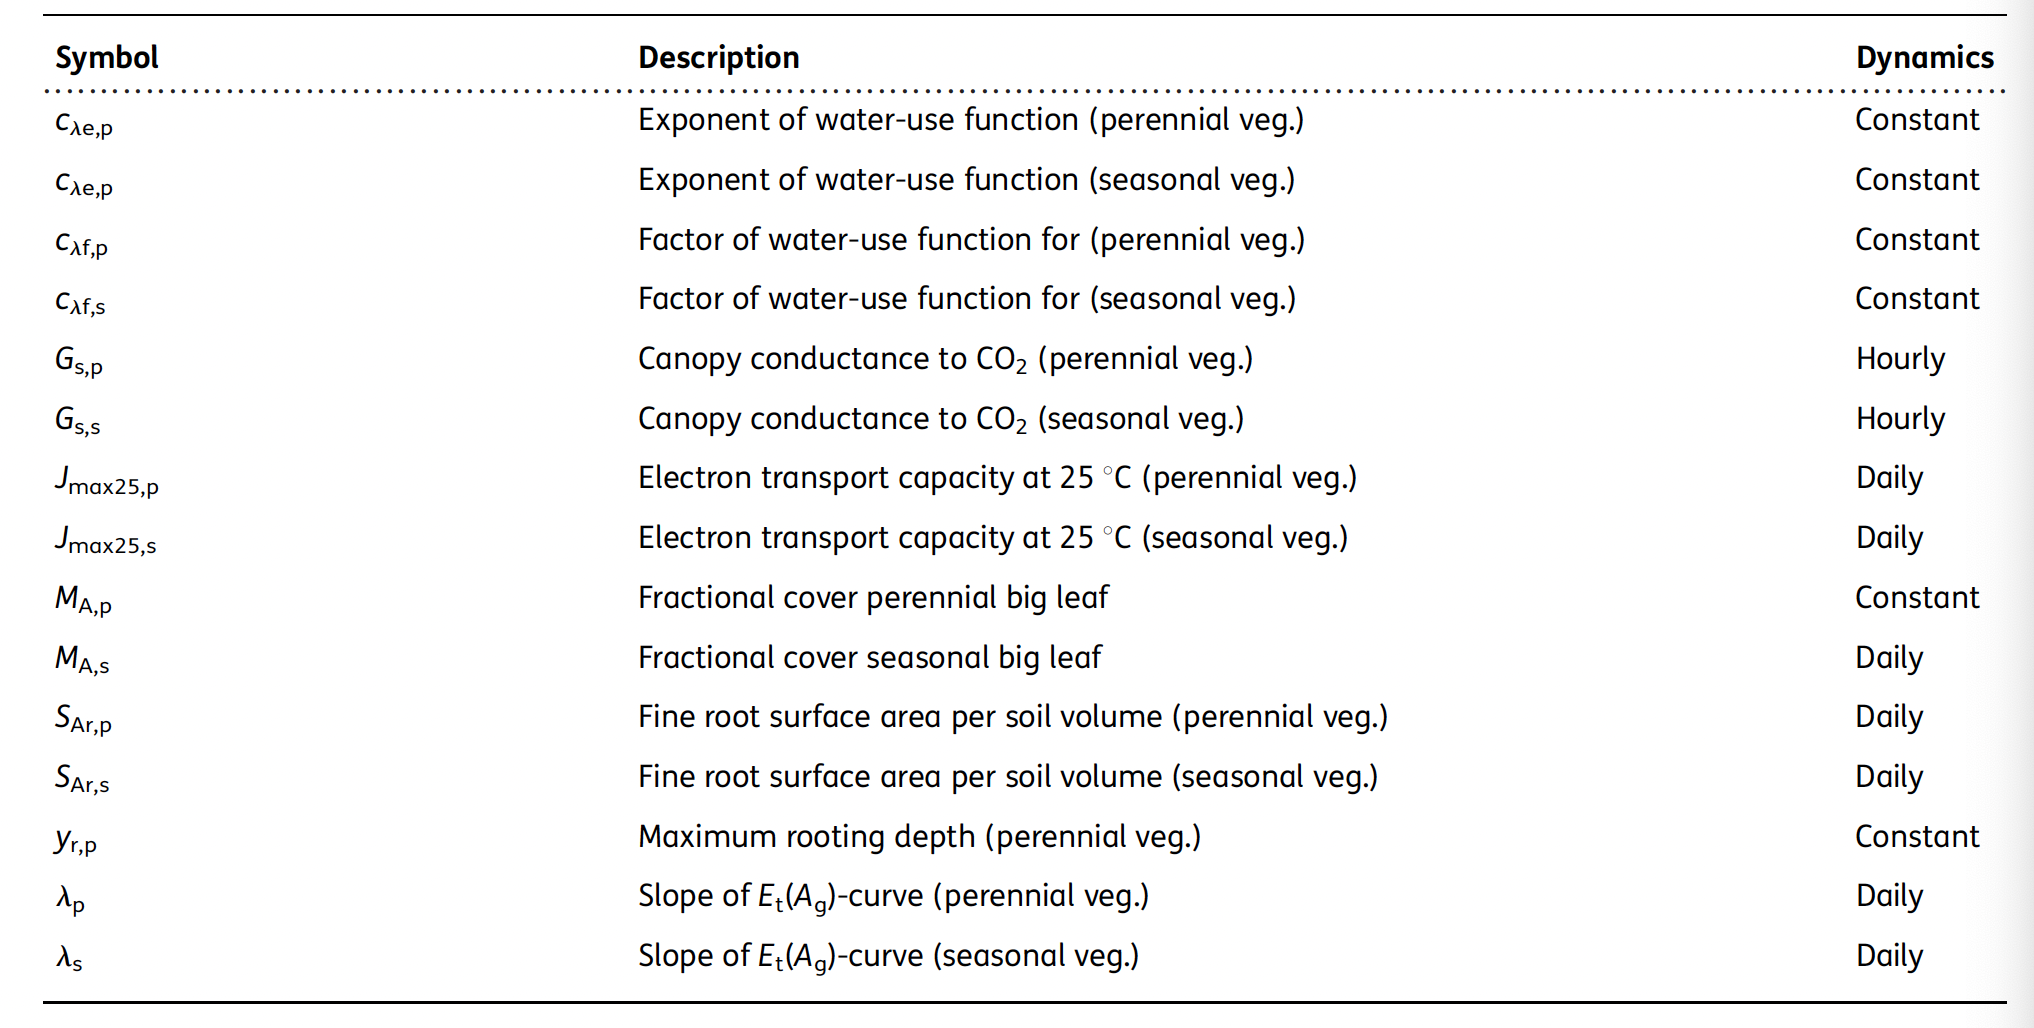 Symbol Description Dynamics
cλe,p Exponent of water-use function (perennial veg.) Constant
cλe,p Exponent of water-use function (seasonal veg.) Constant
cλf,p Factor of water-use function for (perennial veg.) Constant
cλf,s Factor of water-use function for (seasonal veg.) Constant
Gs,p Canopy conductance to CO2 (perennial veg.) Hourly
Gs,s Canopy conductance to CO2 (seasonal veg.) Hourly
Jmax25,p Electron transport capacity at 25 °C (perennial veg.) Daily
Jmax25,s Electron transport capacity at 25 °C (seasonal veg.) Daily
MA,p Fractional cover perennial big leaf Constant
MA,s Fractional cover seasonal big leaf Daily
SAr,p Fine root surface area per soil volume (perennial veg.) Daily
SAr,s Fine root surface area per soil volume (seasonal veg.) Daily
yr,p Maximum rooting depth (perennial veg.) Constant
λp Slope of Et(Ag)-curve (perennial veg.) Daily
λs Slope of Et(Ag)-curve (seasonal veg.) Daily